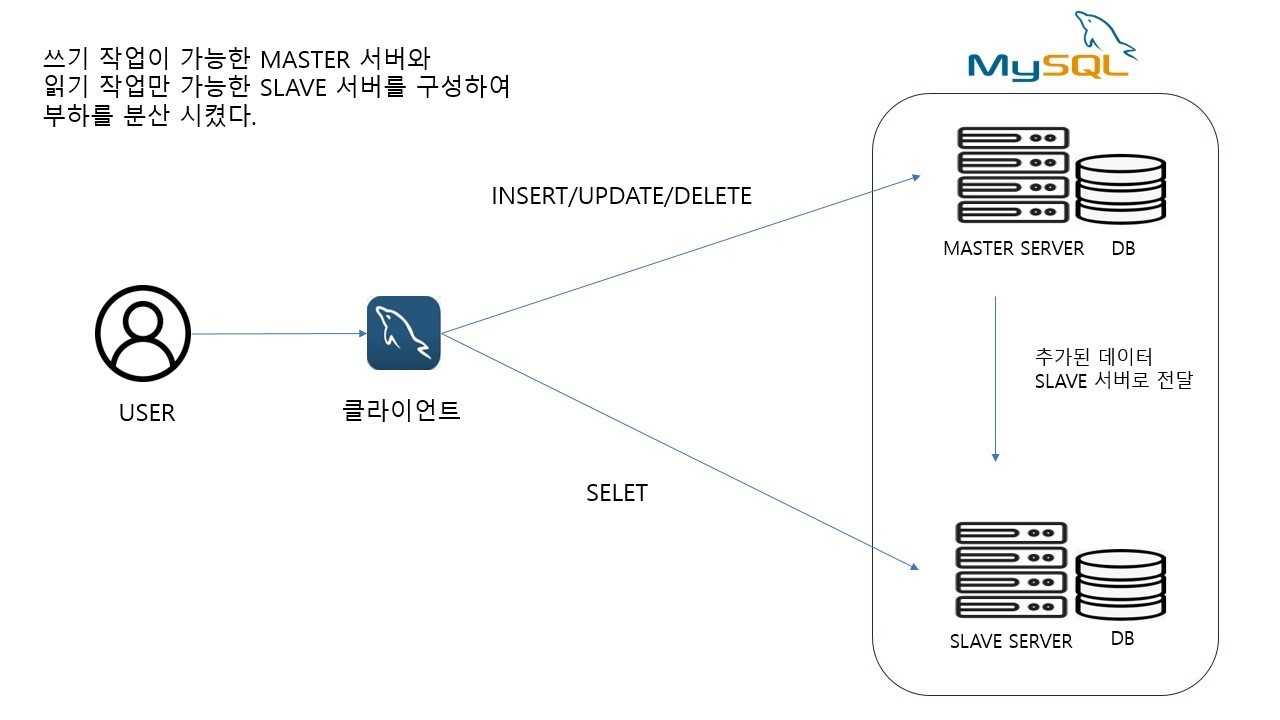 쓰기 작업이 가능한 MASTER 서버와
읽기 작업만 가능한 SLAVE 서버를 구성하여
부하를 분산 시켰다.
MySQL
INSERT/UPDATE/DELETE
MASTER SERVER DB
추가된 데이터
SLAVE 서버로 전달
USER
클라이언트
SELET
SLAVE SERVER DB